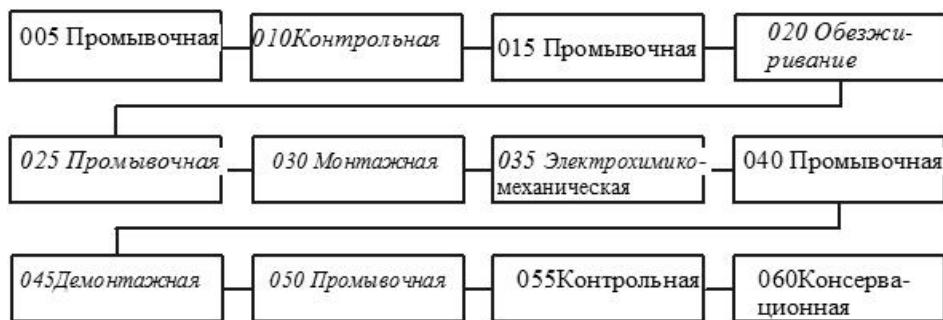 005 Промывочная
010Контрольная
015 Промывочная
020 Обезжи-
ривание
025 Промывочная
030 Монтажная
035 Электрохимико-
механическая
040 Промывочная
045Демонтажная
050 Промывочная
055Контрольная
060Консерва-
ционная